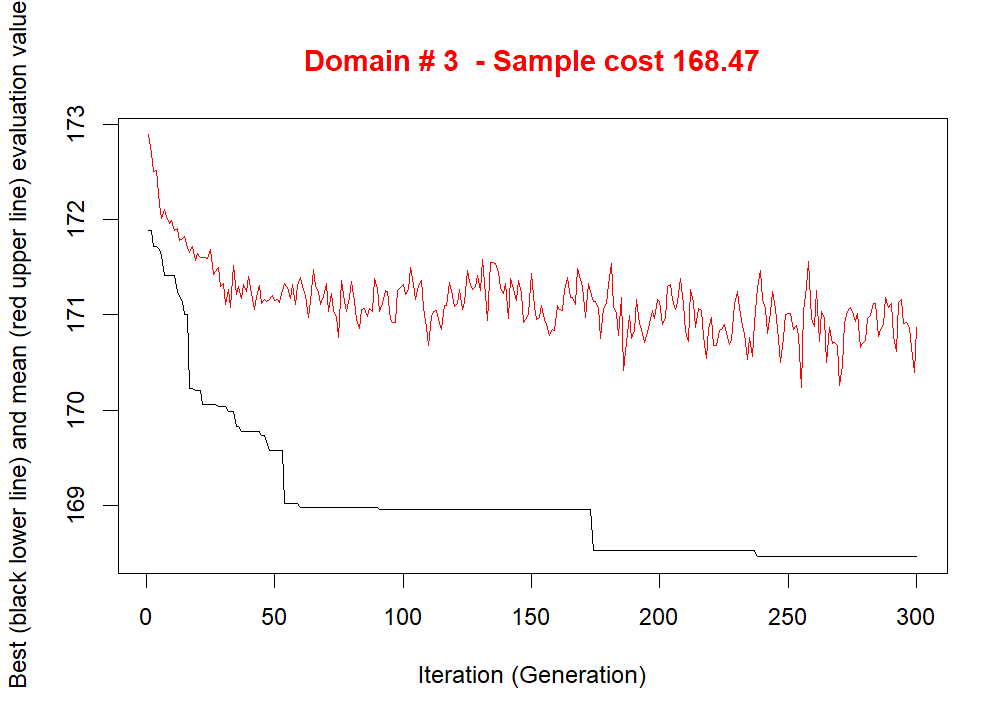 Domain # 3  - Sample cost 168.47
Best (black lower line) and mean (red upper line) evaluation value
173
172
171
170
169
0 50 100 150 200 250 300
Iteration (Generation)